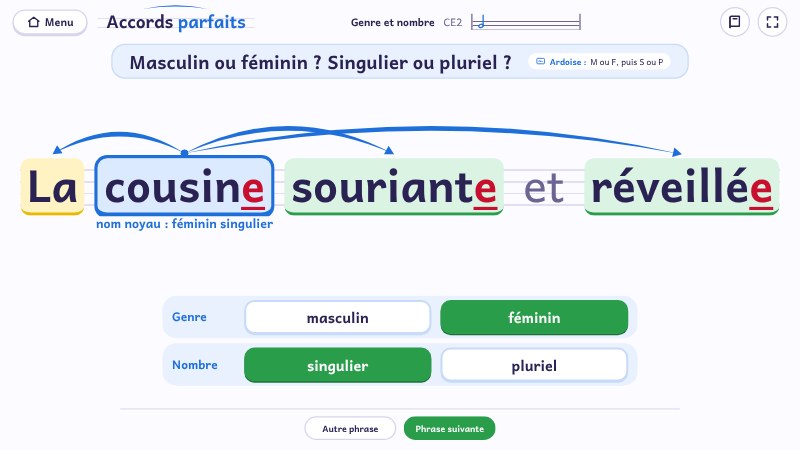 Menu
Accords parfaits
Genre et nombre CE2
Masculin ou féminin ? Singulier ou pluriel ?
Ardoise : M ou F, puis S ou P
La cousine souriante et réveillée
nom noyau : féminin singulier
Genre masculin féminin
Nombre singulier pluriel
Autre phrase Phrase suivante